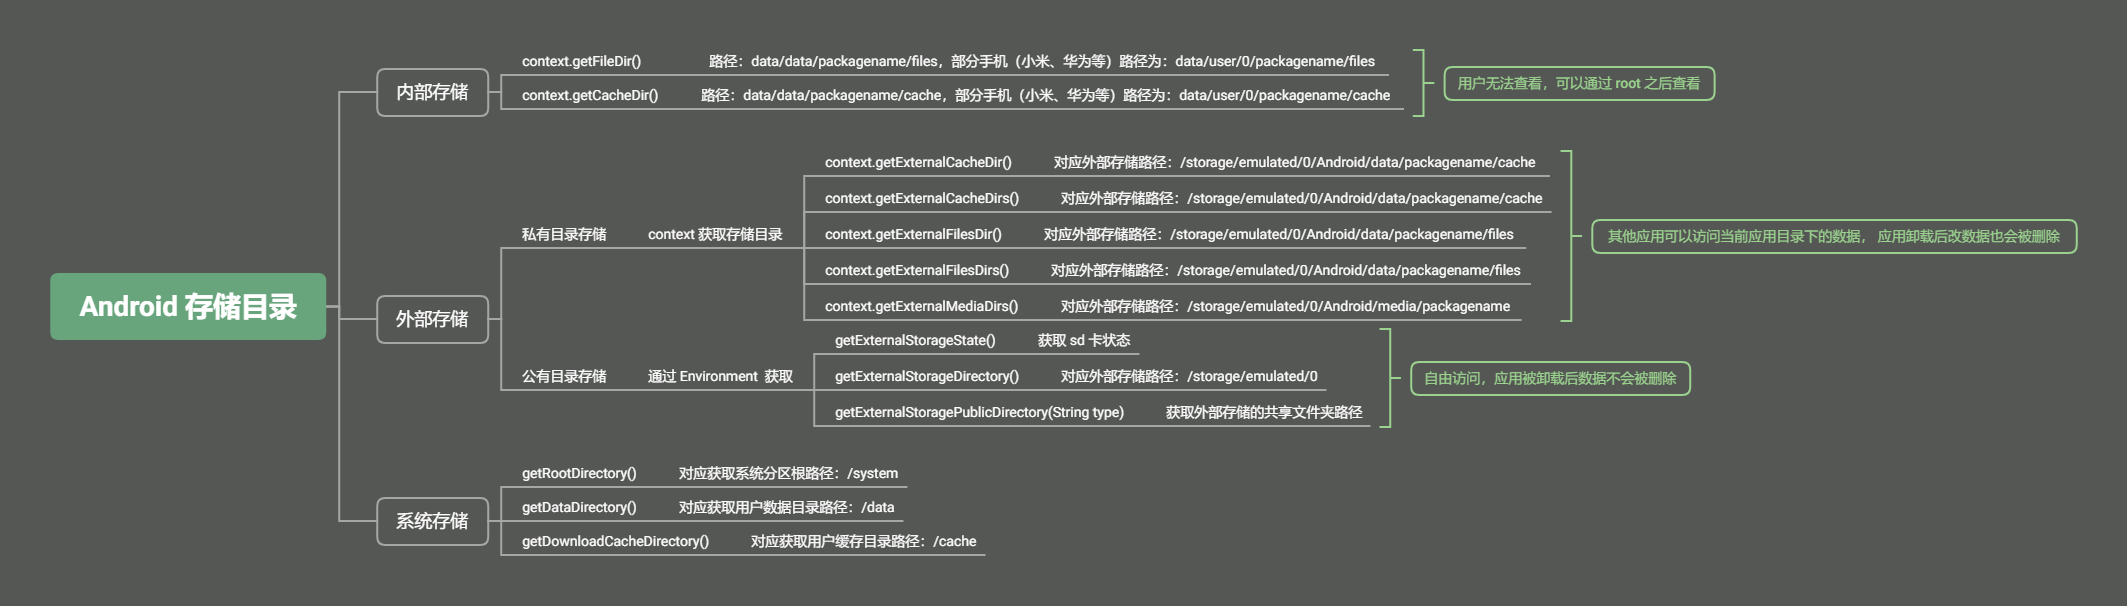 Android 存储目录
内部存储
context.getFileDir() 路径：data/data/packagename/files，部分手机（小米、华为等）路径为：data/user/0/packagename/files
context.getCacheDir() 路径：data/data/packagename/cache，部分手机（小米、华为等）路径为：data/user/0/packagename/cache
用户无法查看，可以通过 root 之后查看
外部存储
私有目录存储
context 获取存储目录
context.getExternalCacheDir() 对应外部存储路径：/storage/emulated/0/Android/data/packagename/cache
context.getExternalCacheDirs() 对应外部存储路径：/storage/emulated/0/Android/data/packagename/cache
context.getExternalFilesDir() 对应外部存储路径：/storage/emulated/0/Android/data/packagename/files
context.getExternalFilesDirs() 对应外部存储路径：/storage/emulated/0/Android/data/packagename/files
context.getExternalMediaDirs() 对应外部存储路径：/storage/emulated/0/Android/media/packagename
其他应用可以访问当前应用目录下的数据， 应用卸载后改数据也会被删除
公有目录存储
通过 Environment 获取
getExternalStorageState() 获取 sd 卡状态
getExternalStorageDirectory() 对应外部存储路径：/storage/emulated/0
getExternalStoragePublicDirectory(String type) 获取外部存储的共享文件夹路径
自由访问，应用被卸载后数据不会被删除
系统存储
getRootDirectory() 对应获取系统分区根路径：/system
getDataDirectory() 对应获取用户数据目录路径：/data
getDownloadCacheDirectory() 对应获取用户缓存目录路径：/cache